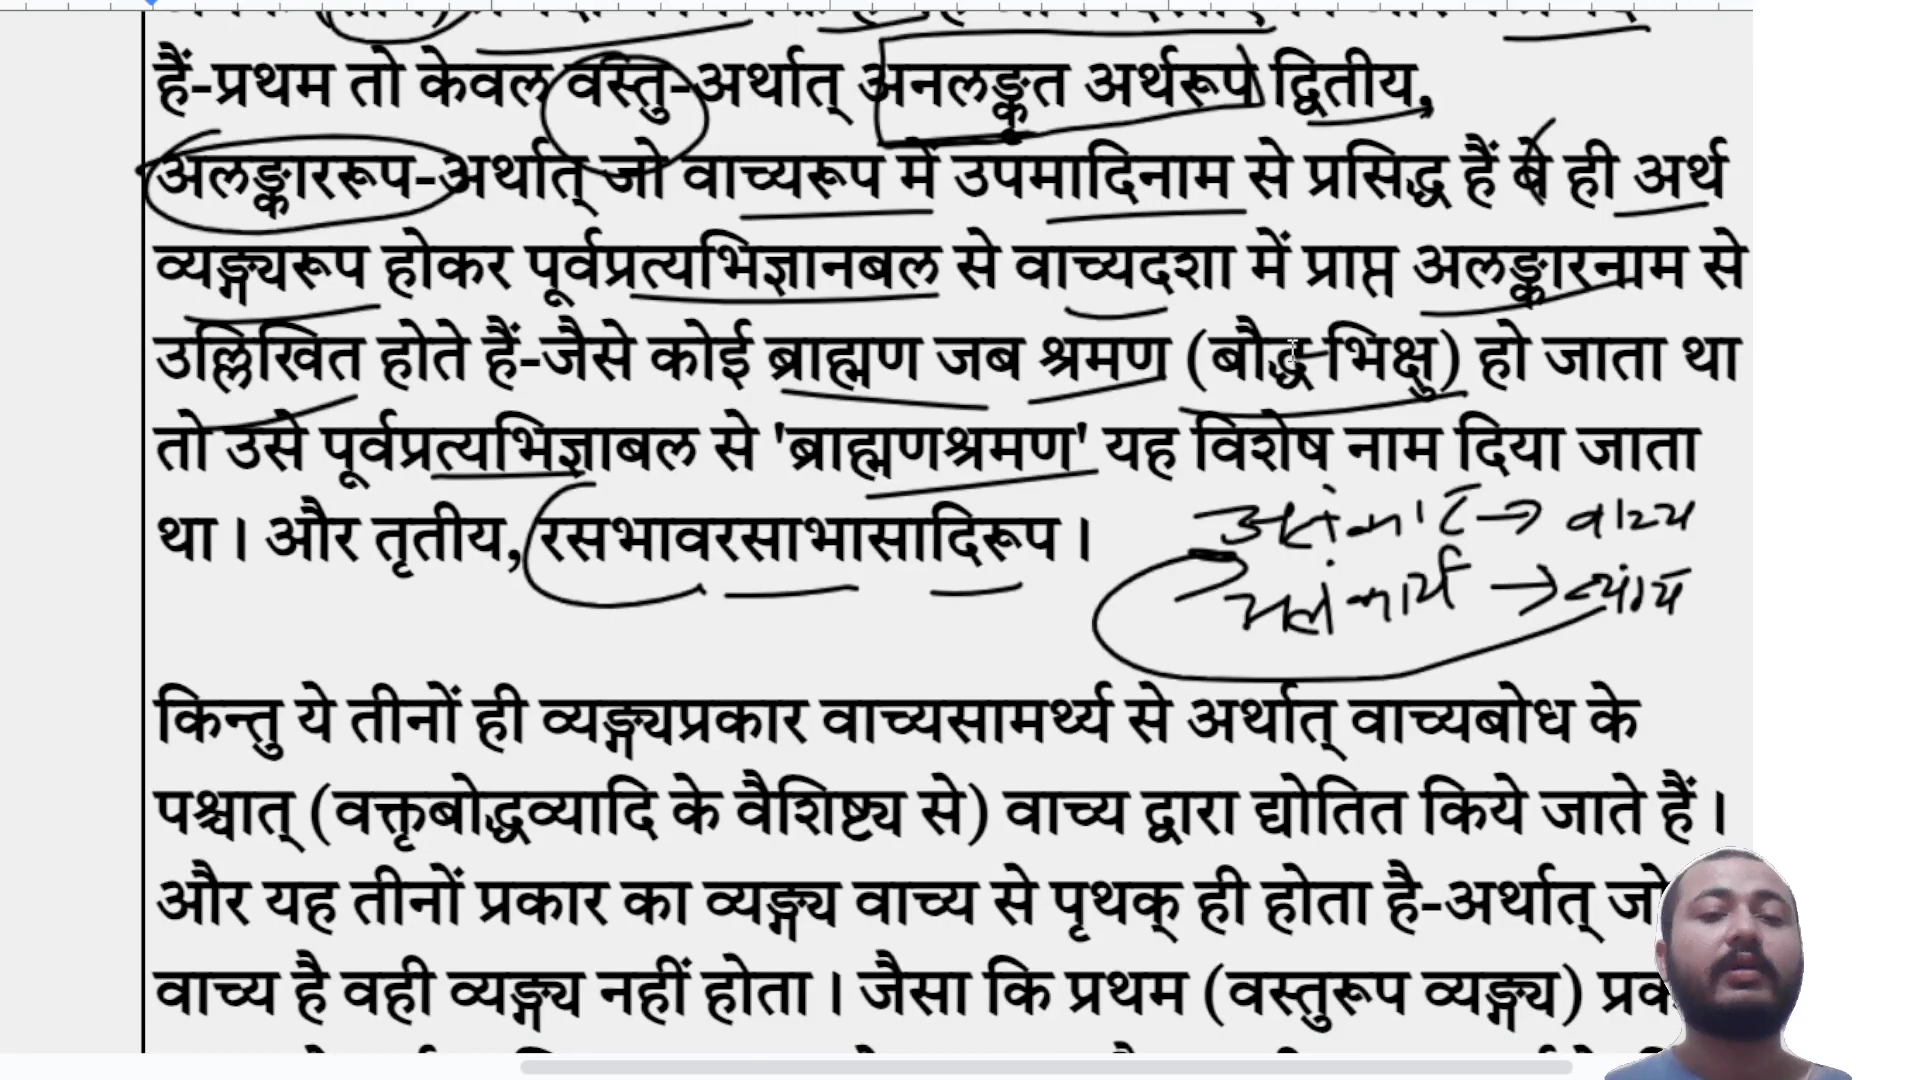 हैं-प्रथम तो केवल वस्तु-अर्थात् अनलङ्कृत अर्थरूप द्वितीय,
अलङ्काररूप-अर्थात् जो वाच्यरूप में उपमादिनाम से प्रसिद्ध हैं बे ही अर्थ
व्यङ्ग्यरूप होकर पूर्वप्रत्यभिज्ञानबल से वाच्यदशा में प्राप्त अलङ्कारनाम से
उल्लिखित होते हैं-जैसे कोई ब्राह्मण जब श्रमण (बौद्ध-भिक्षु) हो जाता था
तो उसे पूर्वप्रत्यभिज्ञाबल से 'ब्राह्मणश्रमण' यह विशेष नाम दिया जाता
था। और तृतीय, रसभावरसाभासादिरूप।
→ वाच्य
अलंकार्य → व्यंग्य
किन्तु ये तीनों ही व्यङ्ग्यप्रकार वाच्यसामर्थ्य से अर्थात् वाच्यबोध के
पश्चात् (वक्तृबोद्धव्यादि के वैशिष्ट्य से) वाच्य द्वारा द्योतित किये जाते हैं।
और यह तीनों प्रकार का व्यङ्ग्य वाच्य से पृथक् ही होता है-अर्थात् जो
वाच्य है वही व्यङ्ग्य नहीं होता। जैसा कि प्रथम (वस्तुरूप व्यङ्ग्य)